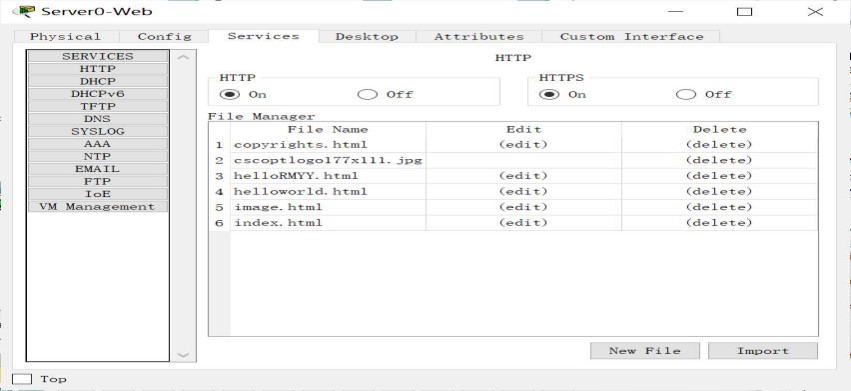 Server0-Web
Physical Config Services Desktop Attributes Custom Interface
SERVICES
HTTP
DHCP
DHCPv6
TFTP
DNS
SYSLOG
AAA
NTP
EMAIL
FTP
IoE
VM Management
HTTP
HTTP
On Off
HTTPS
On Off
File Manager
File Name Edit Delete
1 copyrights.html (edit) (delete)
2 cscoptlogo177x111.jpg (delete)
3 helloRMYY.html (edit) (delete)
4 helloworld.html (edit) (delete)
5 image.html (edit) (delete)
6 index.html (edit) (delete)
New File Import
Top